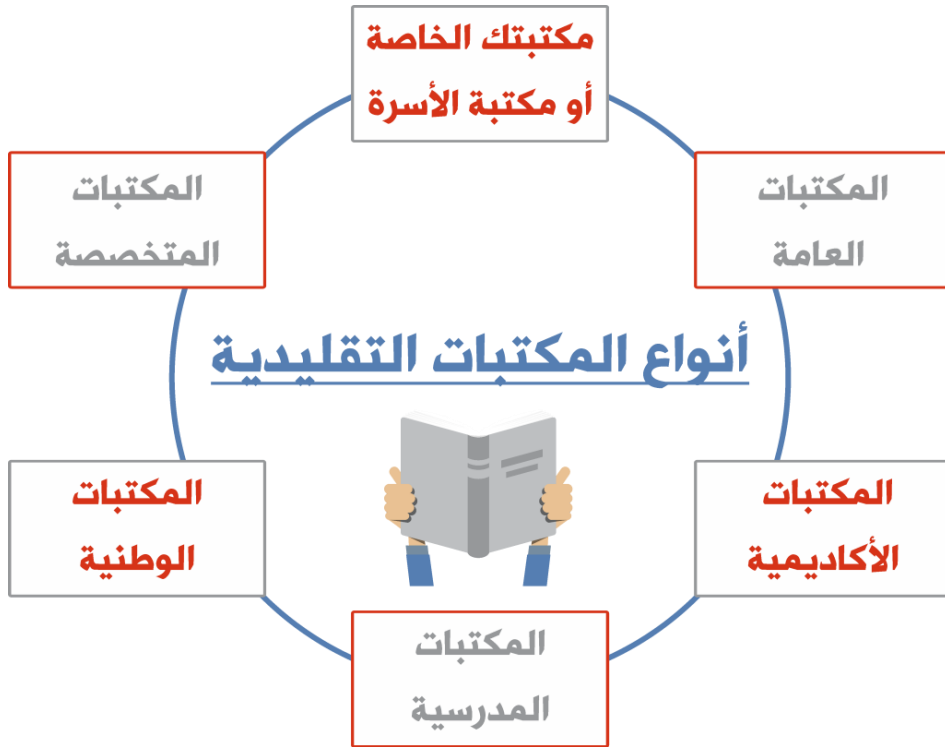 مكتبتك الخاصة
أو مكتبة الأسرة
المكتبات
العامة
المكتبات
المتخصصة
أنواع المكتبات التقليدية
المكتبات
الأكاديمية
المكتبات
الوطنية
المكتبات
المدرسية